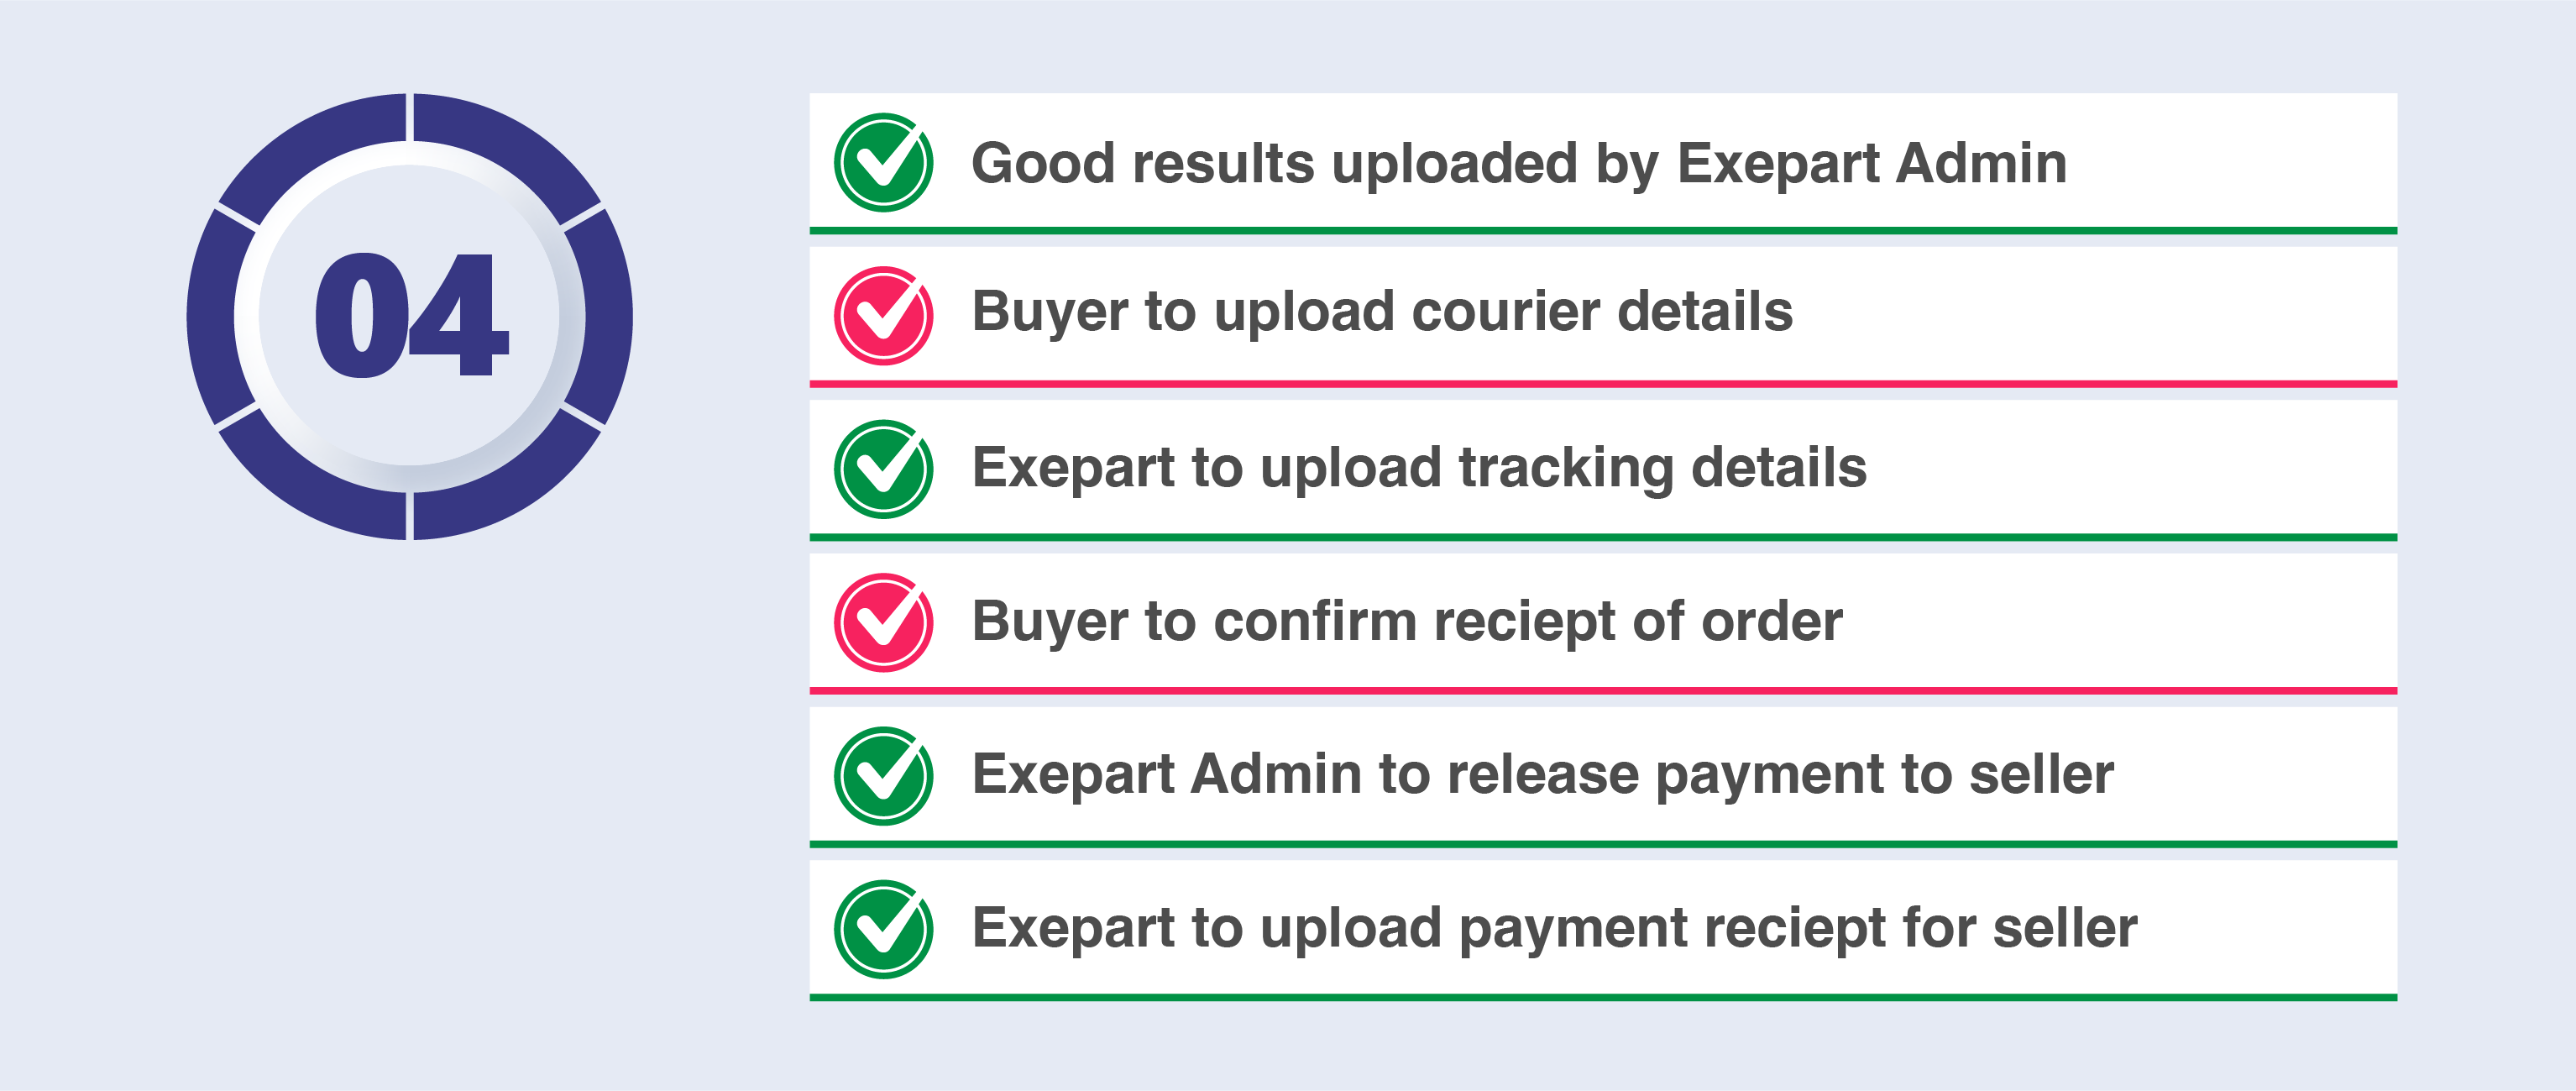 04
Good results uploaded by Exepart Admin
Buyer to upload courier details
Exepart to upload tracking details
Buyer to confirm reciept of order
Exepart Admin to release payment to seller
Exepart to upload payment reciept for seller